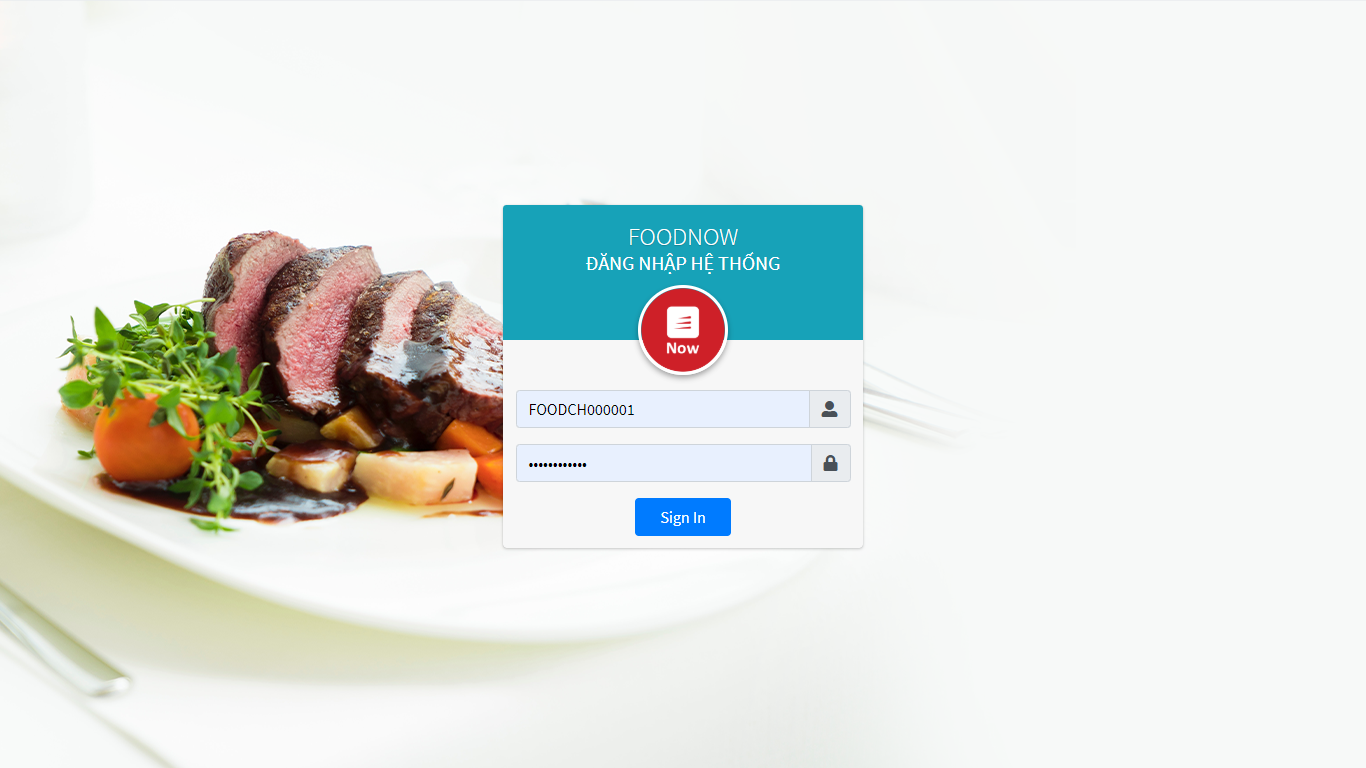 FOODNOW
ĐĂNG NHẬP HỆ THỐNG
Now
FOODCH000001
••••••••••••
Sign In